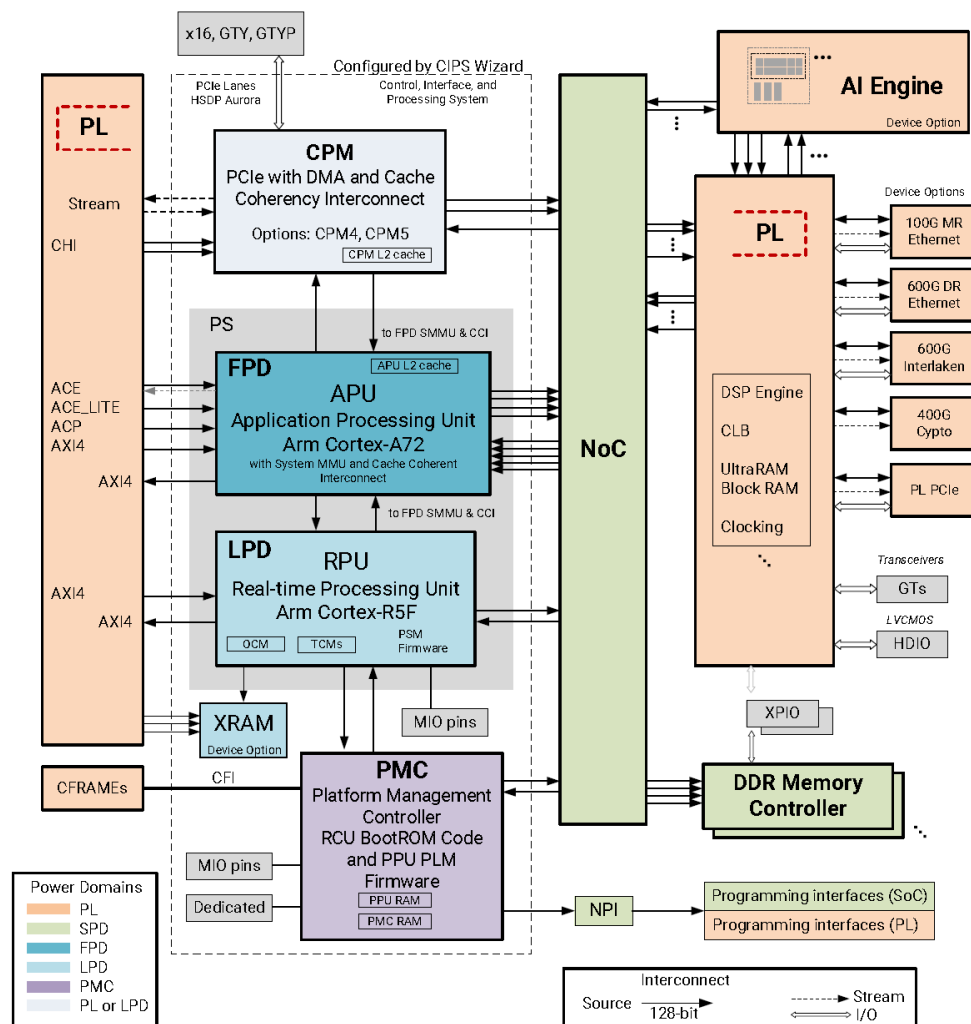 x16, GTY, GTYP
Configured by CIPS Wizard
Control, Interface, and
Processing System
PCIe Lanes
HSDP Aurora
PL
Stream
CHI
ACE
ACE_LITE
ACP
AXI4
AXI4
AXI4
AXI4
CPM
PCIe with DMA and Cache
Coherency Interconnect
Options: CPM4, CPM5
CPM L2 cache
PS
to FPD SMMU & CCI
FPD
APU L2 cache
APU
Application Processing Unit
Arm Cortex-A72
with System MMU and Cache Coherent
Interconnect
to FPD SMMU & CCI
LPD
RPU
Real-time Processing Unit
Arm Cortex-R5F
OCM
TCMs
PSM
Firmware
XRAM
Device Option
MIO pins
CFRAMEs
CFI
PMC
Platform Management
Controller
RCU BootROM Code
and PPU PLM
Firmware
PPU RAM
PMC RAM
MIO pins
Dedicated
NoC
AI Engine
Device Option
PL
DSP Engine
CLB
UltraRAM
Block RAM
Clocking
Device Options
100G MR
Ethernet
600G DR
Ethernet
600G
Interlaken
400G
Cypto
PL PCIe
Transceivers
GTs
LVCMOS
HDIO
XPIO
DDR Memory
Controller
NPI
Programming interfaces (SoC)
Programming interfaces (PL)
Power Domains
PL
SPD
FPD
LPD
PMC
PL or LPD
Interconnect
Source
128-bit
Stream
I/O